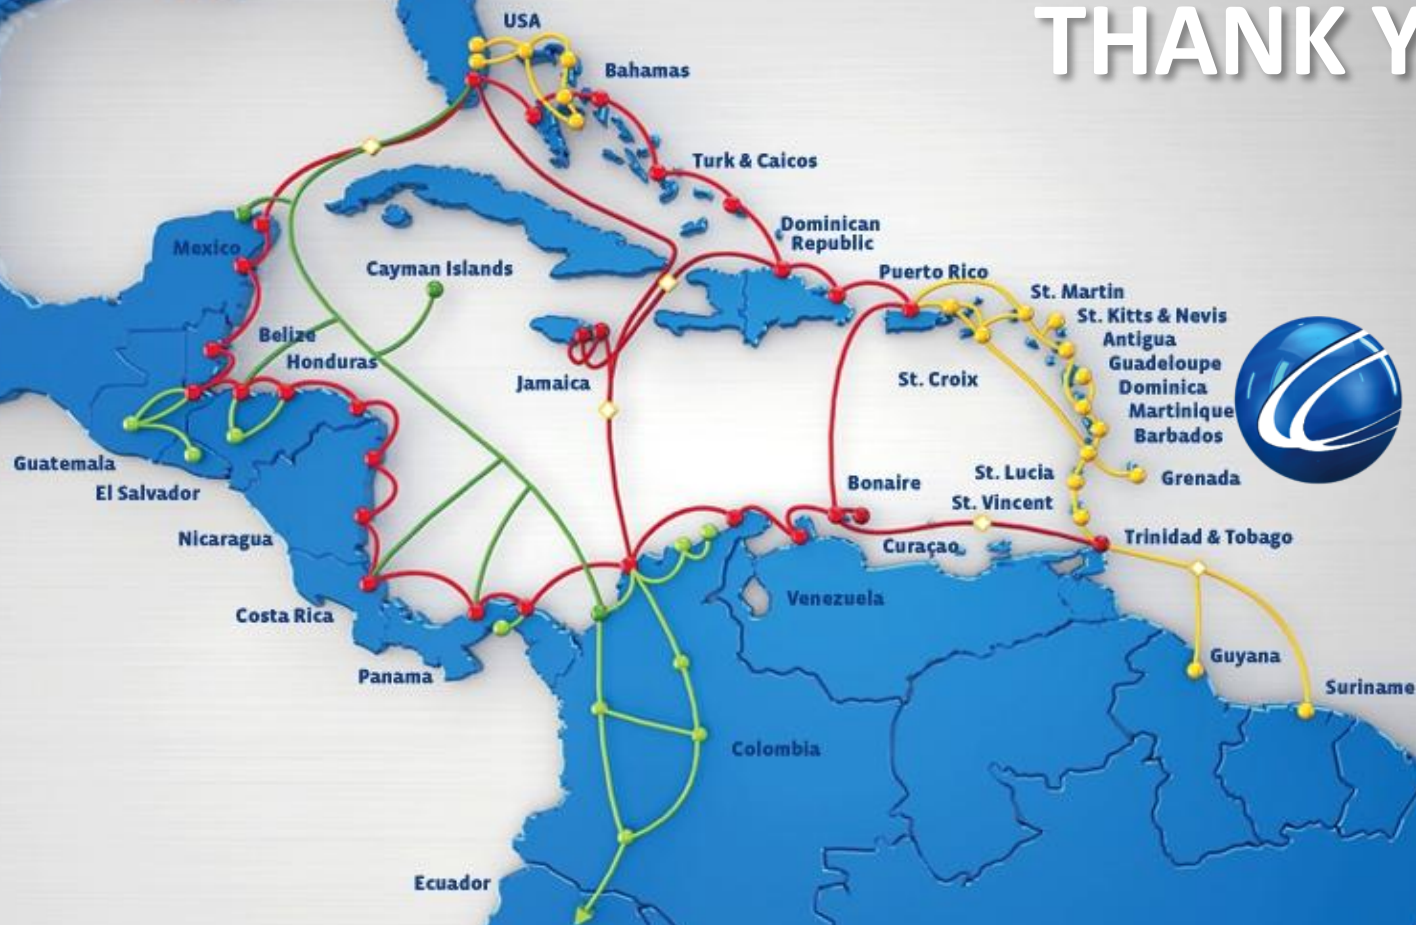 THANK Y
USA
Bahamas
Turk & Caicos
Dominican
Republic
Mexico
Cayman Islands
Puerto Rico
St. Martin
St. Kitts & Nevis
Belize
Antigua
Honduras
Guadeloupe
Jamaica
St. Croix
Dominica
Martinique
Barbados
Guatemala
St. Lucia
Grenada
El Salvador
Bonaire
St. Vincent
Nicaragua
Curaçao
Trinidad & Tobago
Venezuela
Costa Rica
Guyana
Panama
Suriname
Colombia
Ecuador